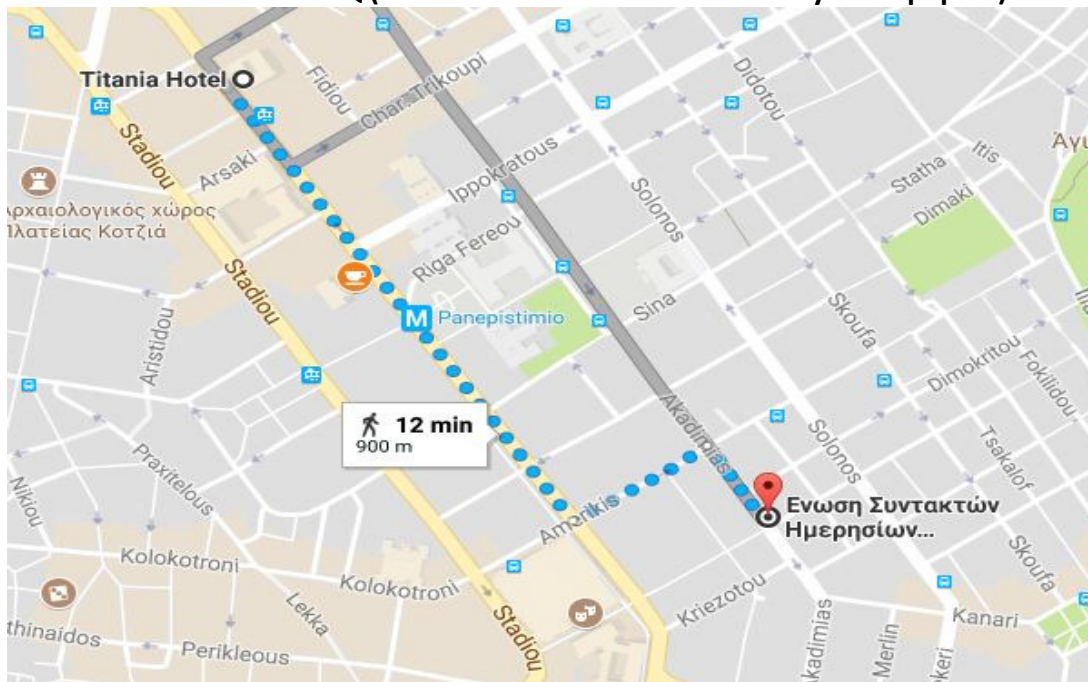 Titania Hotel
Fidiou
Char. Trikoupi
Didotou
Stadiou
Arsaki
Ippokratous
Solonos
Statha
Itis
Άγι
Dimaki
Αρχαιολογικός χώρος
Πλατείας Κοτζιά
Riga Fereou
Stadiou
M Panepistimio
Sina
Skoufa
Aristidou
Dimokritou
Fokilidou
12 min
900 m
Akadimias
Solonos
Tsakalof
Praxitelous
Nikiou
Amerikis
Ενωση Συντακτών
Ημερησίων...
Skoufa
Kolokotroni
Kolokotroni
Kriezotou
Kanari
Lekka
Stadiou
Akadimias
Merlin
thinaidos
Perikleous